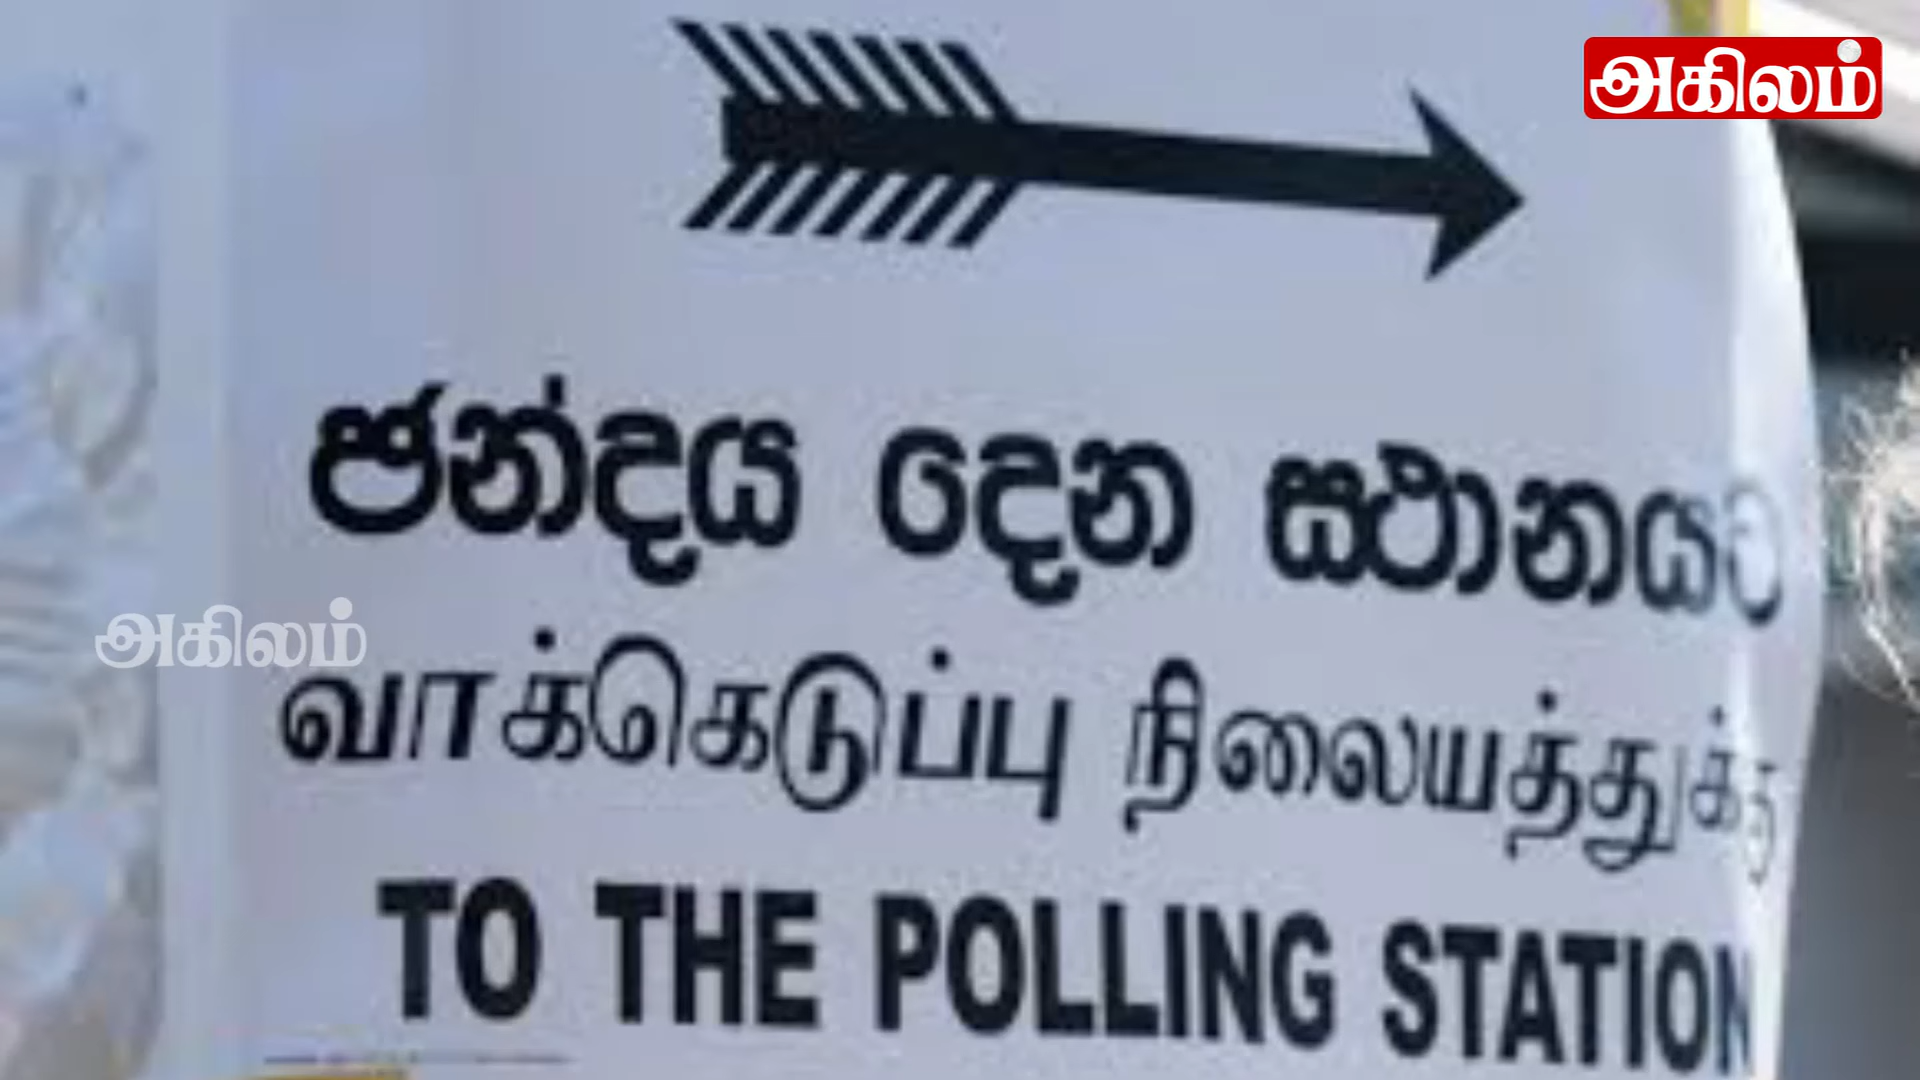 அகிலம்
ඡන්දය දෙන ස්ථානයට
அகிலம்
வாக்கெடுப்பு நிலையத்துக்கு
TO THE POLLING STATION